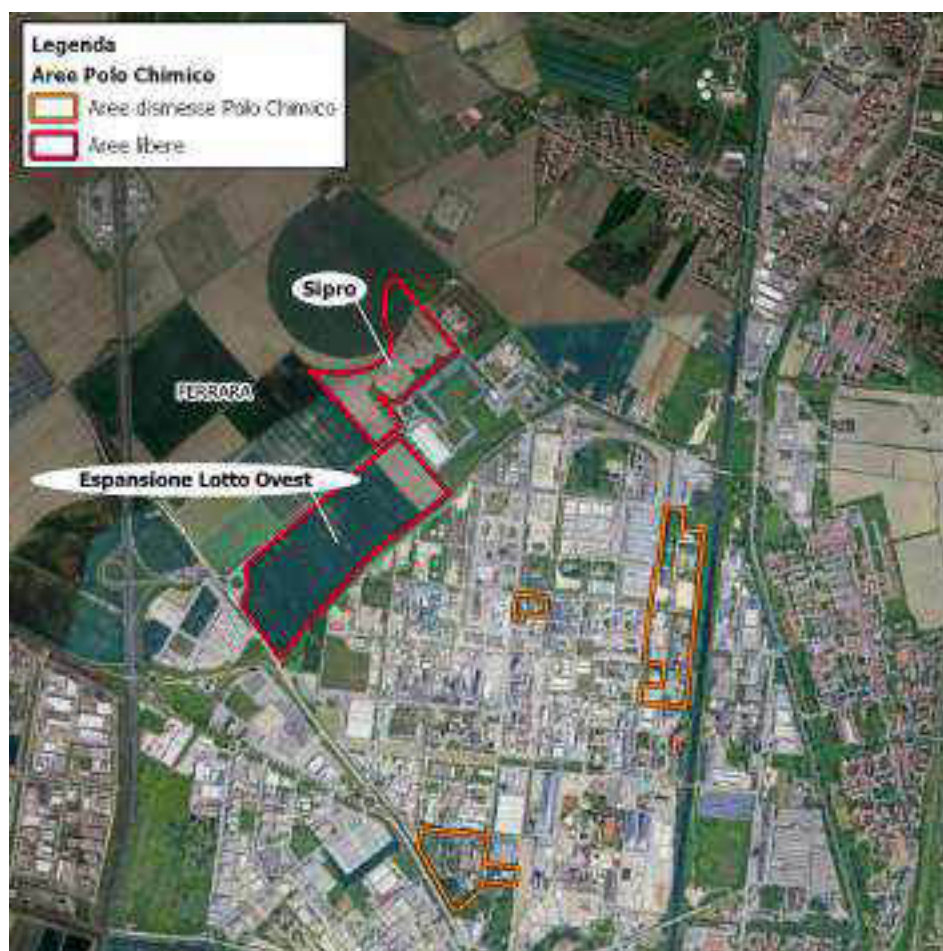 Legenda
Aree Polo Chimico
Aree dismesse Polo Chimico
Aree libere
Sipro
FERRARA
Espansione Lotto Ovest